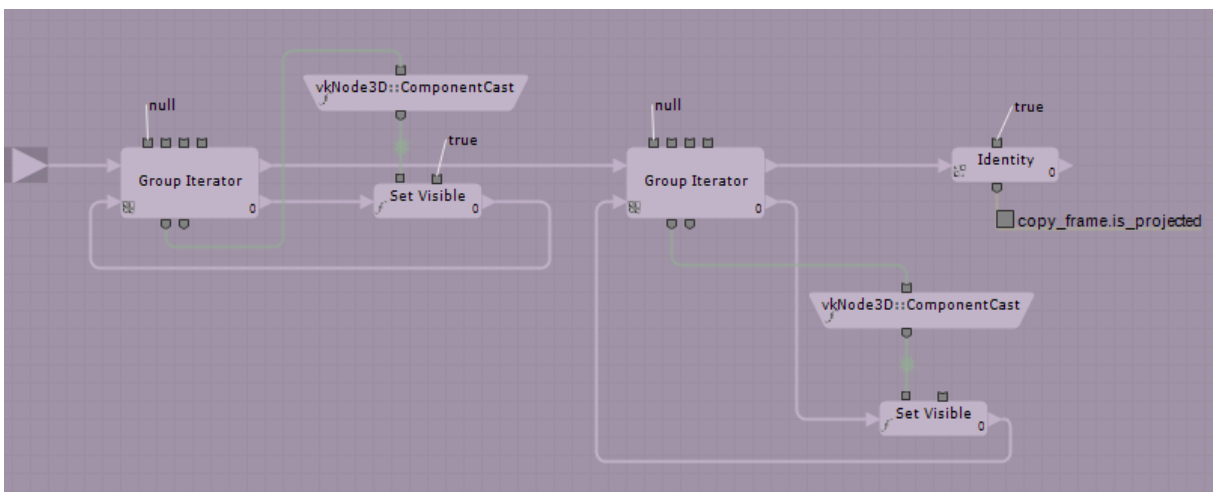 vkNode3D::ComponentCast
null
true
Group Iterator
0
Set Visible
0
null
true
Group Iterator
0
Identity
0
copy_frame.is_projected
vkNode3D::ComponentCast
Set Visible
0